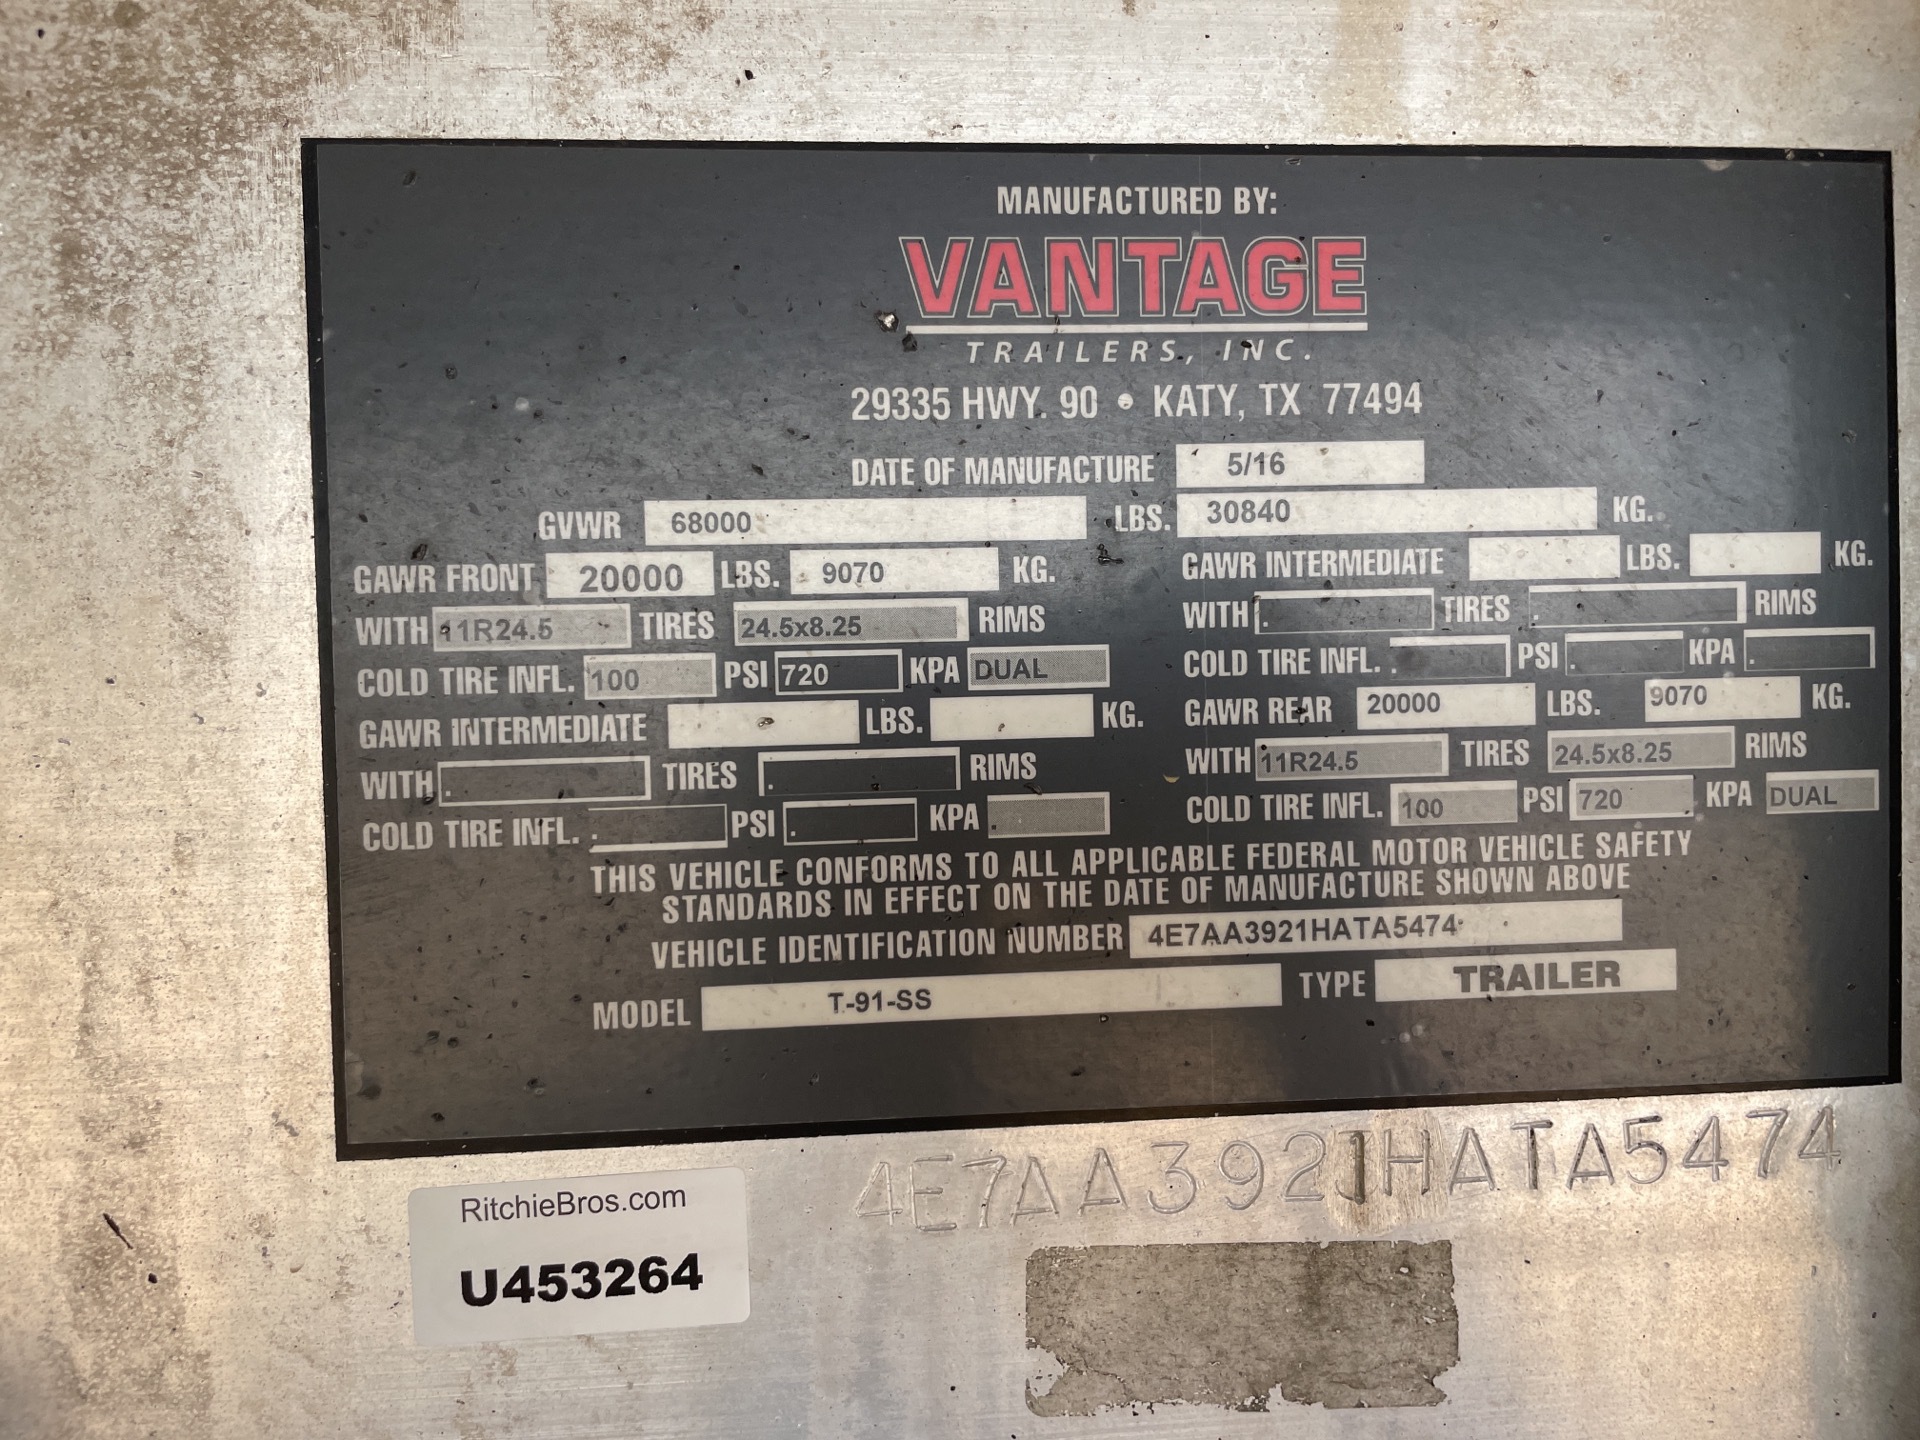 MANUFACTURED BY:
VANTAGE
TRAILERS, INC.
29335 HWY. 90 • KATY, TX 77494
DATE OF MANUFACTURE 5/16
GVWR 68000 LBS. 30840 KG.
GAWR FRONT 20000 LBS. 9070 KG.
WITH 11R24.5 TIRES 24.5x8.25 RIMS
COLD TIRE INFL. 100 PSI 720 KPA DUAL
GAWR INTERMEDIATE LBS. KG.
WITH . TIRES . RIMS
COLD TIRE INFL. . PSI . KPA .
GAWR INTERMEDIATE LBS. KG.
WITH . TIRES . RIMS
COLD TIRE INFL. . PSI . KPA .
GAWR REAR 20000 LBS. 9070 KG.
WITH 11R24.5 TIRES 24.5x8.25 RIMS
COLD TIRE INFL. 100 PSI 720 KPA DUAL
THIS VEHICLE CONFORMS TO ALL APPLICABLE FEDERAL MOTOR VEHICLE SAFETY
STANDARDS IN EFFECT ON THE DATE OF MANUFACTURE SHOWN ABOVE
VEHICLE IDENTIFICATION NUMBER 4E7AA3921HATA5474
MODEL T-91-SS TYPE TRAILER
4E7AA3921HATA5474
RitchieBros.com
U453264